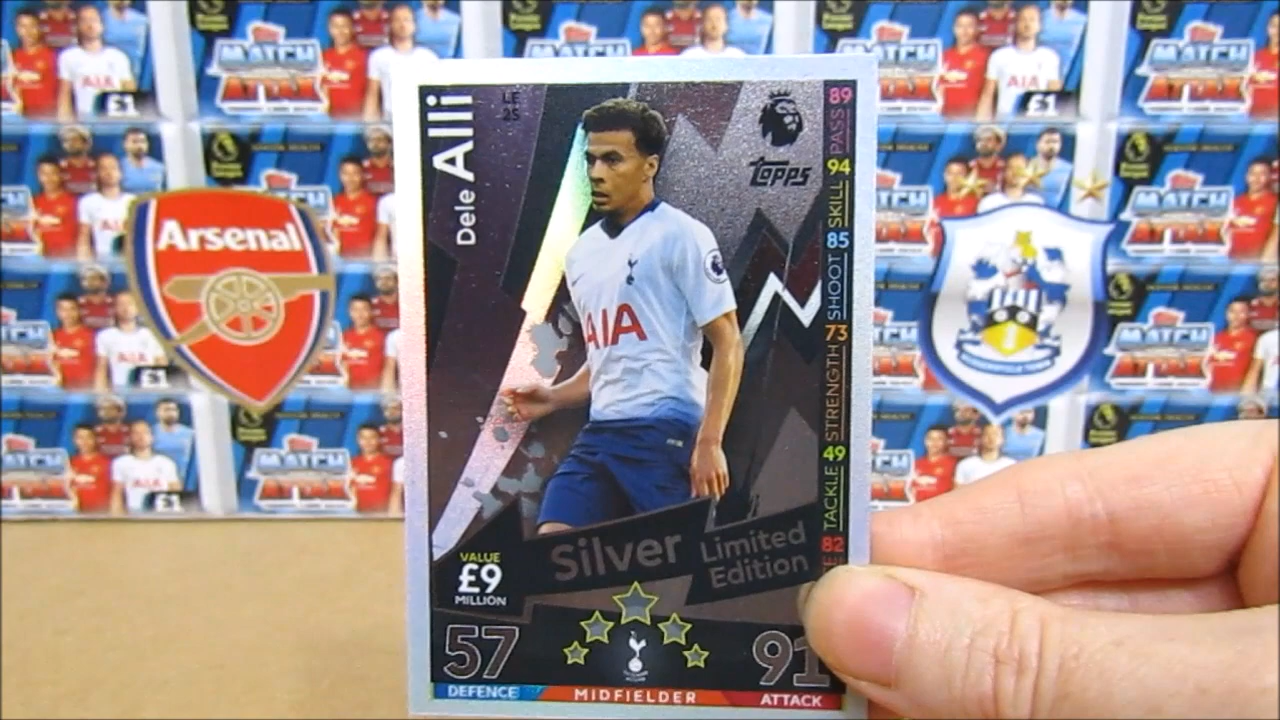 Dele Alli
LE
25
Topps
89
PASS
94
SKILL
85
SHOOT
73
STRENGTH
49
TACKLE
82
AIA
Silver
Limited
Edition
VALUE
£9
MILLION
57
91
DEFENCE
MIDFIELDER
ATTACK
Arsenal
MATCH
ATTAX
£1
AIA